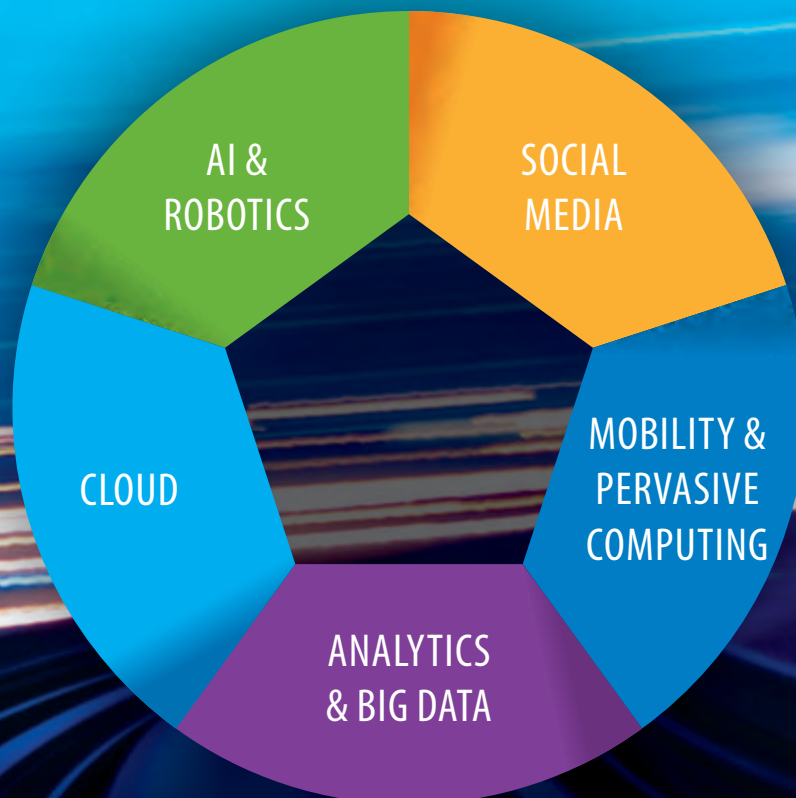 AI &
ROBOTICS
SOCIAL
MEDIA
MOBILITY &
PERVASIVE
COMPUTING
ANALYTICS
& BIG DATA
CLOUD